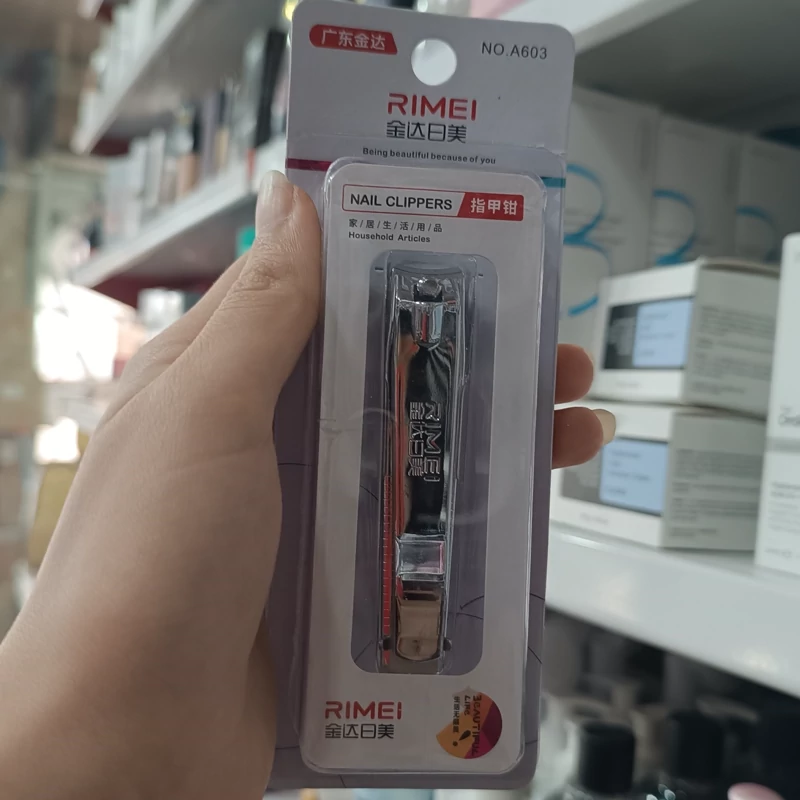 广东金达
NO.A603
RIMEI
金达日美
Being beautiful because of you
NAIL CLIPPERS 指甲钳
家/居/生/活/用/品
Household Articles
RIMEI
金达日美
RIMEI
金达日美
BEAUTIFUL